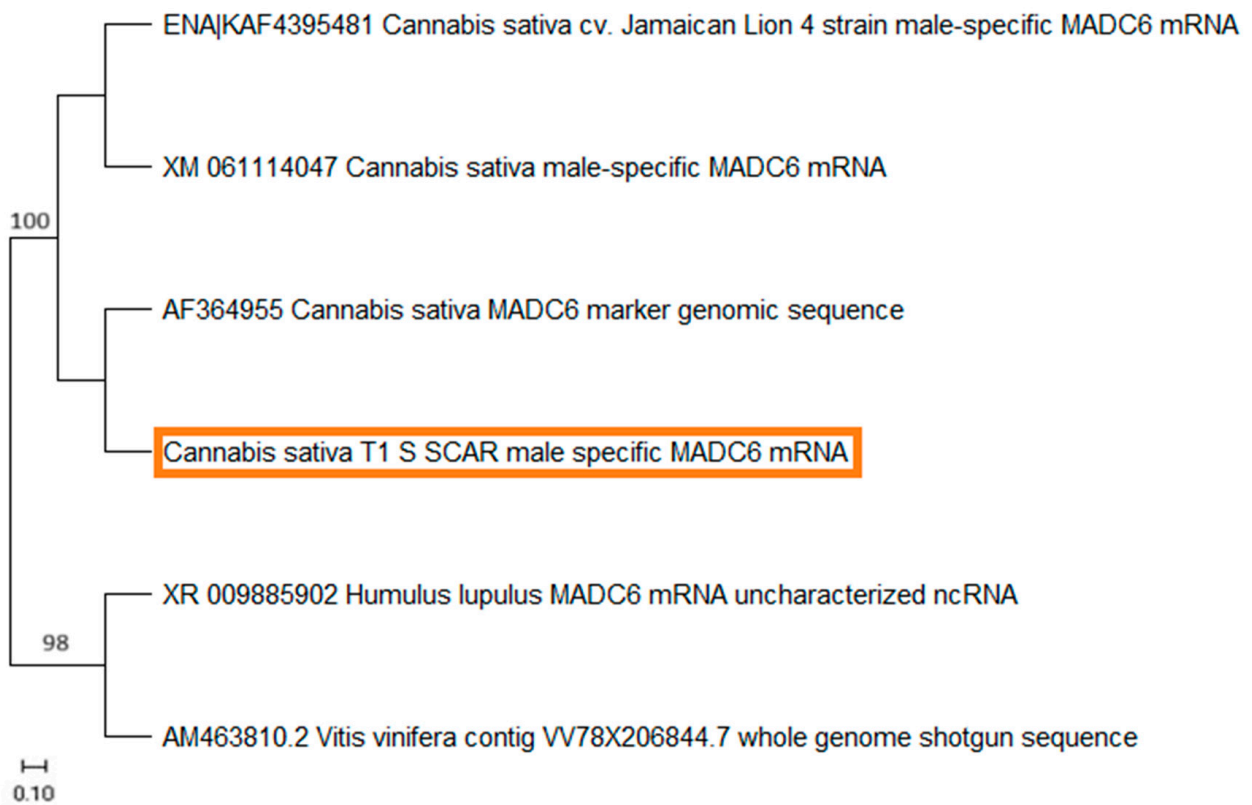 ENA|KAF4395481 Cannabis sativa cv. Jamaican Lion 4 strain male-specific MADC6 mRNA
XM 061114047 Cannabis sativa male-specific MADC6 mRNA
100
AF364955 Cannabis sativa MADC6 marker genomic sequence
Cannabis sativa T1 S SCAR male specific MADC6 mRNA
XR 009885902 Humulus lupulus MADC6 mRNA uncharacterized ncRNA
98
AM463810.2 Vitis vinifera contig VV78X206844.7 whole genome shotgun sequence
0.10